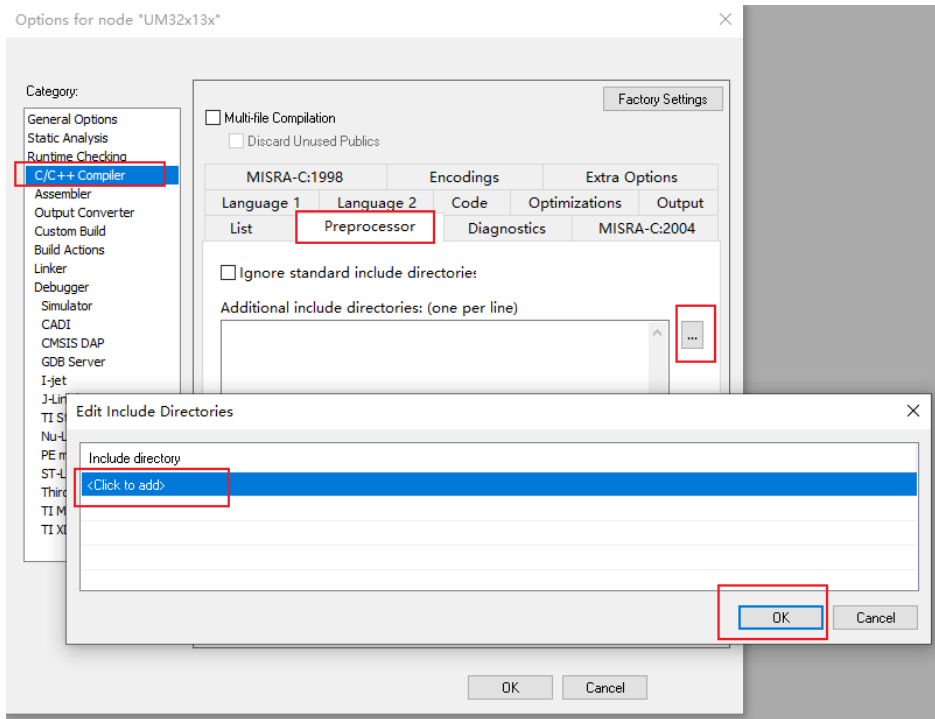 Options for node "UM32x13x"
Category:
General Options
Static Analysis
Runtime Checking
C/C++ Compiler
Assembler
Output Converter
Custom Build
Build Actions
Linker
Debugger
Simulator
CADI
CMSIS DAP
GDB Server
I-jet
Factory Settings
Multi-file Compilation
Discard Unused Publics
MISRA-C:1998 Encodings Extra Options
Language 1 Language 2 Code Optimizations Output
List Preprocessor Diagnostics MISRA-C:2004
Ignore standard include directories
Additional include directories: (one per line)
...
Edit Include Directories
Include directory
<Click to add>
OK Cancel
OK Cancel